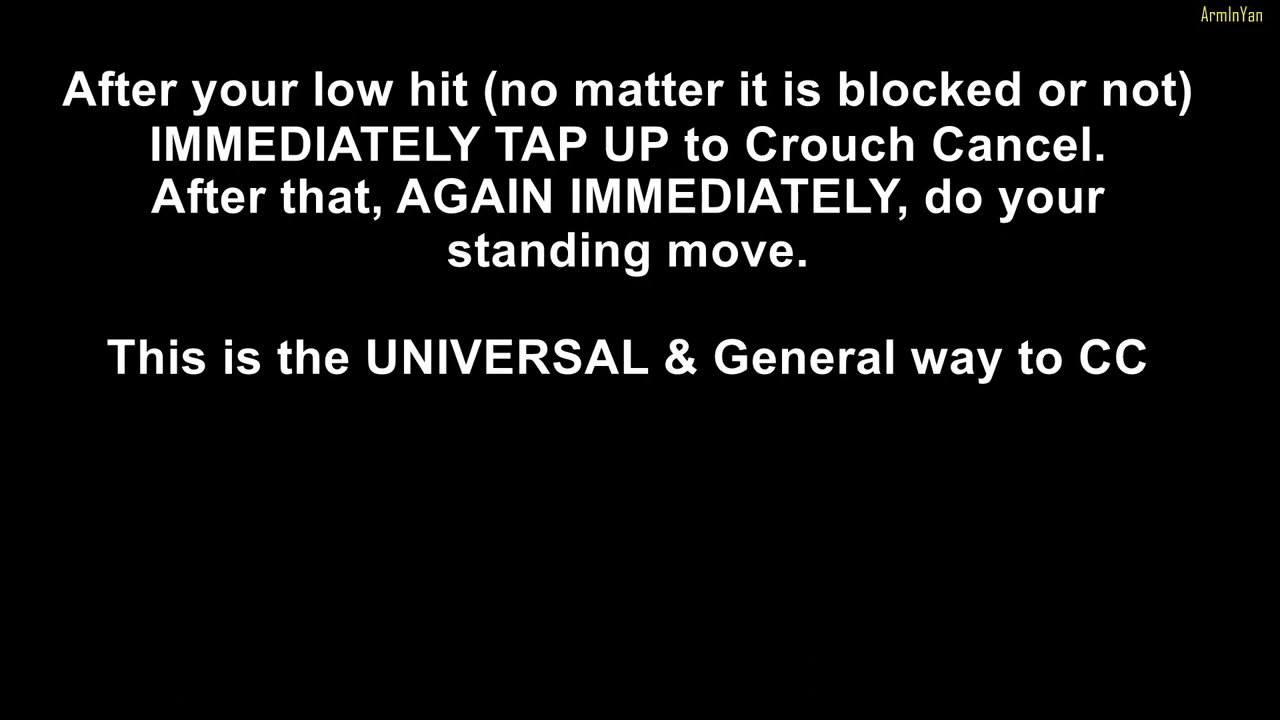 ArmInYan
After your low hit (no matter it is blocked or not)
IMMEDIATELY TAP UP to Crouch Cancel.
After that, AGAIN IMMEDIATELY, do your
standing move.
This is the UNIVERSAL & General way to CC